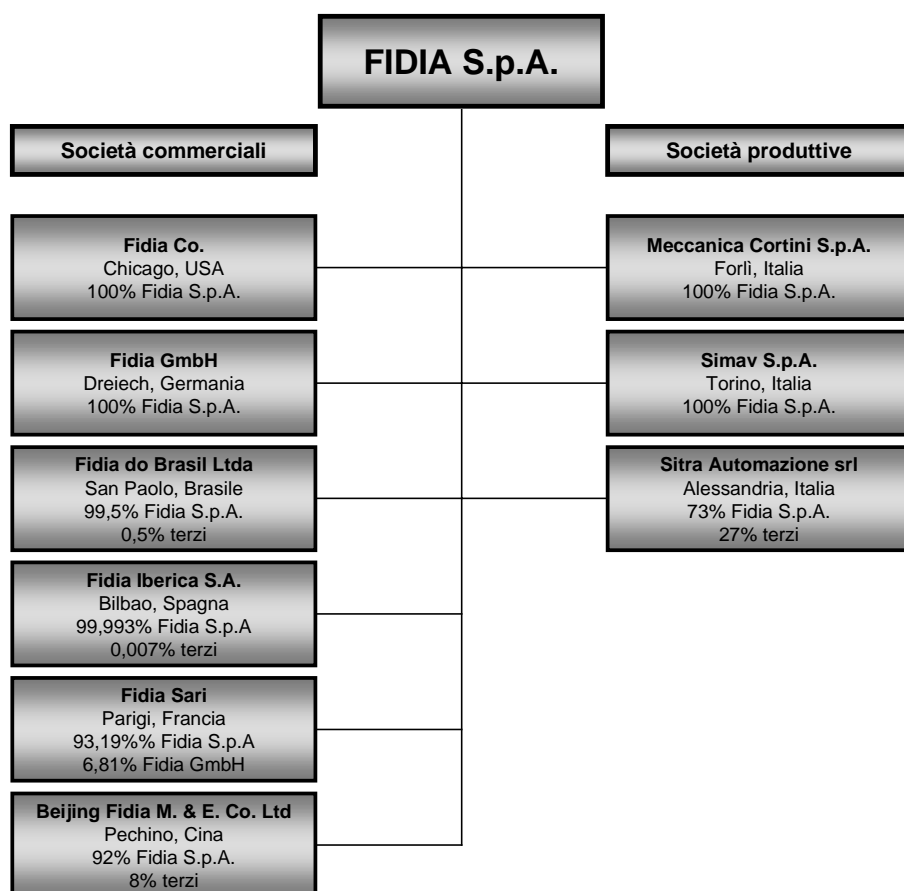 FIDIA S.p.A.
Società commerciali
Società produttive
Fidia Co.
Chicago, USA
100% Fidia S.p.A.
Meccanica Cortini S.p.A.
Forlì, Italia
100% Fidia S.p.A.
Fidia GmbH
Dreiech, Germania
100% Fidia S.p.A.
Simav S.p.A.
Torino, Italia
100% Fidia S.p.A.
Fidia do Brasil Ltda
San Paolo, Brasile
99,5% Fidia S.p.A.
0,5% terzi
Sitra Automazione srl
Alessandria, Italia
73% Fidia S.p.A.
27% terzi
Fidia Iberica S.A.
Bilbao, Spagna
99,993% Fidia S.p.A
0,007% terzi
Fidia Sarl
Parigi, Francia
93,19%% Fidia S.p.A
6,81% Fidia GmbH
Beijing Fidia M. & E. Co. Ltd
Pechino, Cina
92% Fidia S.p.A.
8% terzi